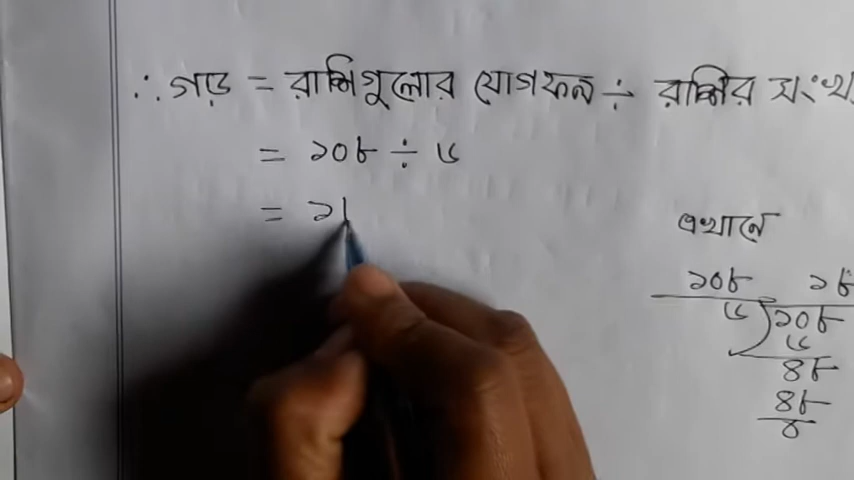 ∴ গড় = রাশিগুলোর যোগফল ÷ রাশির সংখ্য
= ১০৮ ÷ ৬
= ১
এখানে
১০৮ ১৮
৬)১০৮
৬
৪৮
৪৮
০